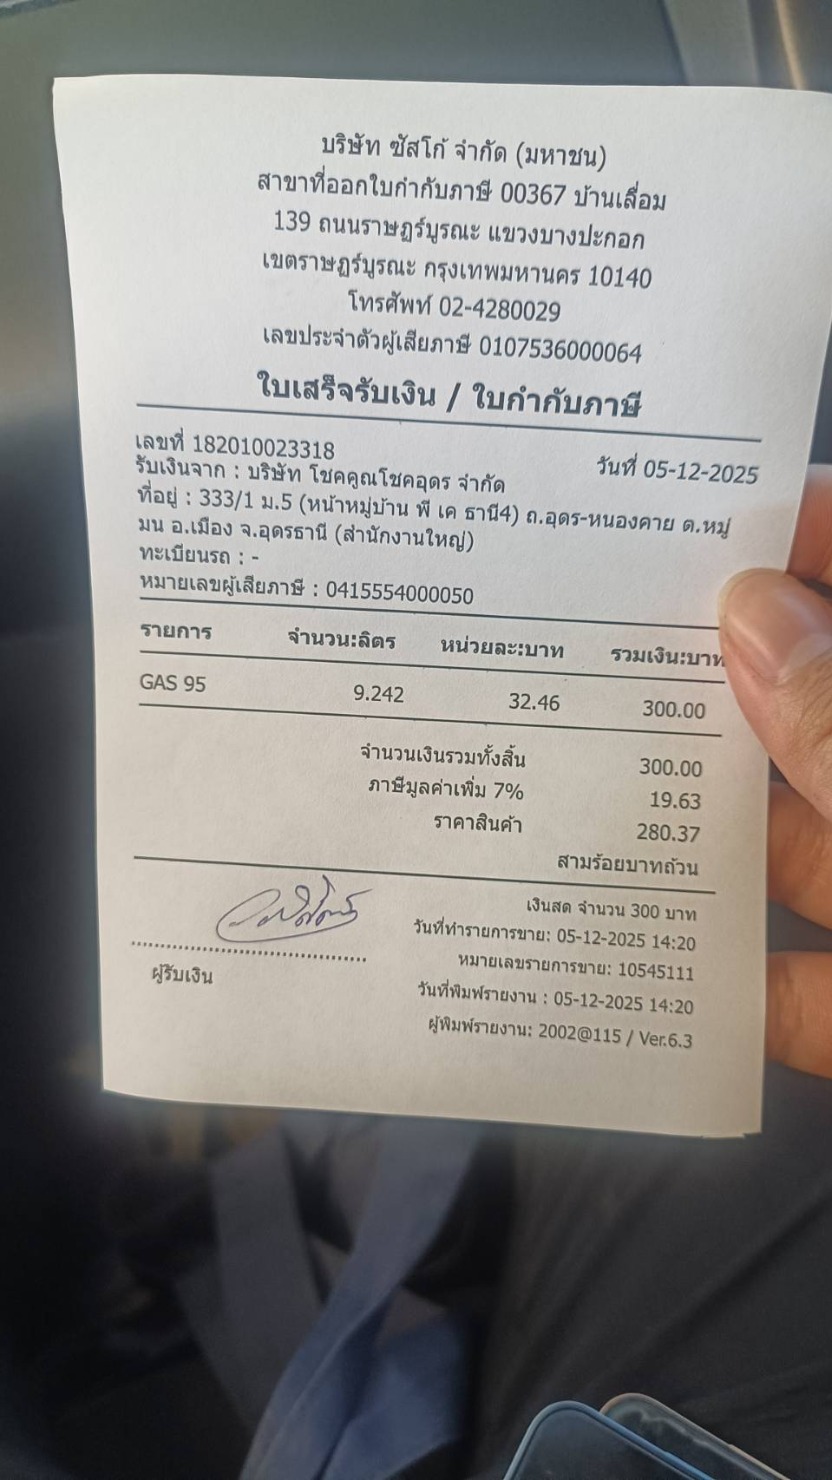 บริษัท ซัสโก้ จำกัด (มหาชน)
สาขาที่ออกใบกำกับภาษี 00367 บ้านเลื่อม
139 ถนนราษฎร์บูรณะ แขวงบางปะกอก
เขตราษฎร์บูรณะ กรุงเทพมหานคร 10140
โทรศัพท์ 02-4280029
เลขประจำตัวผู้เสียภาษี 0107536000064
ใบเสร็จรับเงิน / ใบกำกับภาษี
เลขที่ 182010023318 วันที่ 05-12-2025
รับเงินจาก : บริษัท โชคคูณโชคอุดร จำกัด
ที่อยู่ : 333/1 ม.5 (หน้าหมู่บ้าน พี เค ธานี4) ถ.อุดร-หนองคาย ต.หมู
มน อ.เมือง จ.อุดรธานี (สำนักงานใหญ่)
ทะเบียนรถ : -
หมายเลขผู้เสียภาษี : 0415554000050
รายการ จำนวน:ลิตร หน่วยละ:บาท รวมเงิน:บาท
GAS 95 9.242 32.46 300.00
จำนวนเงินรวมทั้งสิ้น 300.00
ภาษีมูลค่าเพิ่ม 7% 19.63
ราคาสินค้า 280.37
สามร้อยบาทถ้วน
เงินสด จำนวน 300 บาท
วันที่ทำรายการขาย: 05-12-2025 14:20
หมายเลขรายการขาย: 10545111
ผู้รับเงิน
วันที่พิมพ์รายงาน : 05-12-2025 14:20
ผู้พิมพ์รายงาน: 2002@115 / Ver.6.3